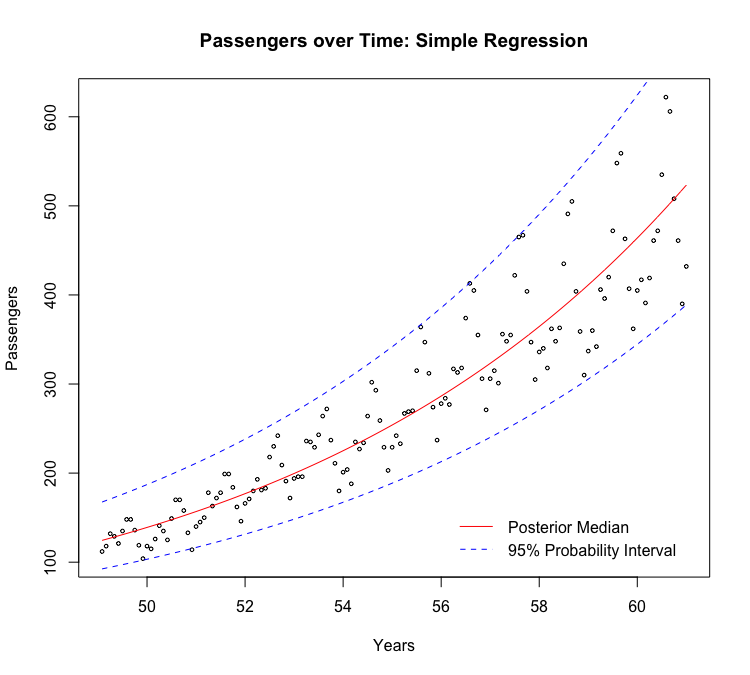 Passengers over Time: Simple Regression
600
500
400
300
200
100
Passengers
Posterior Median
95% Probability Interval
50 52 54 56 58 60
Years